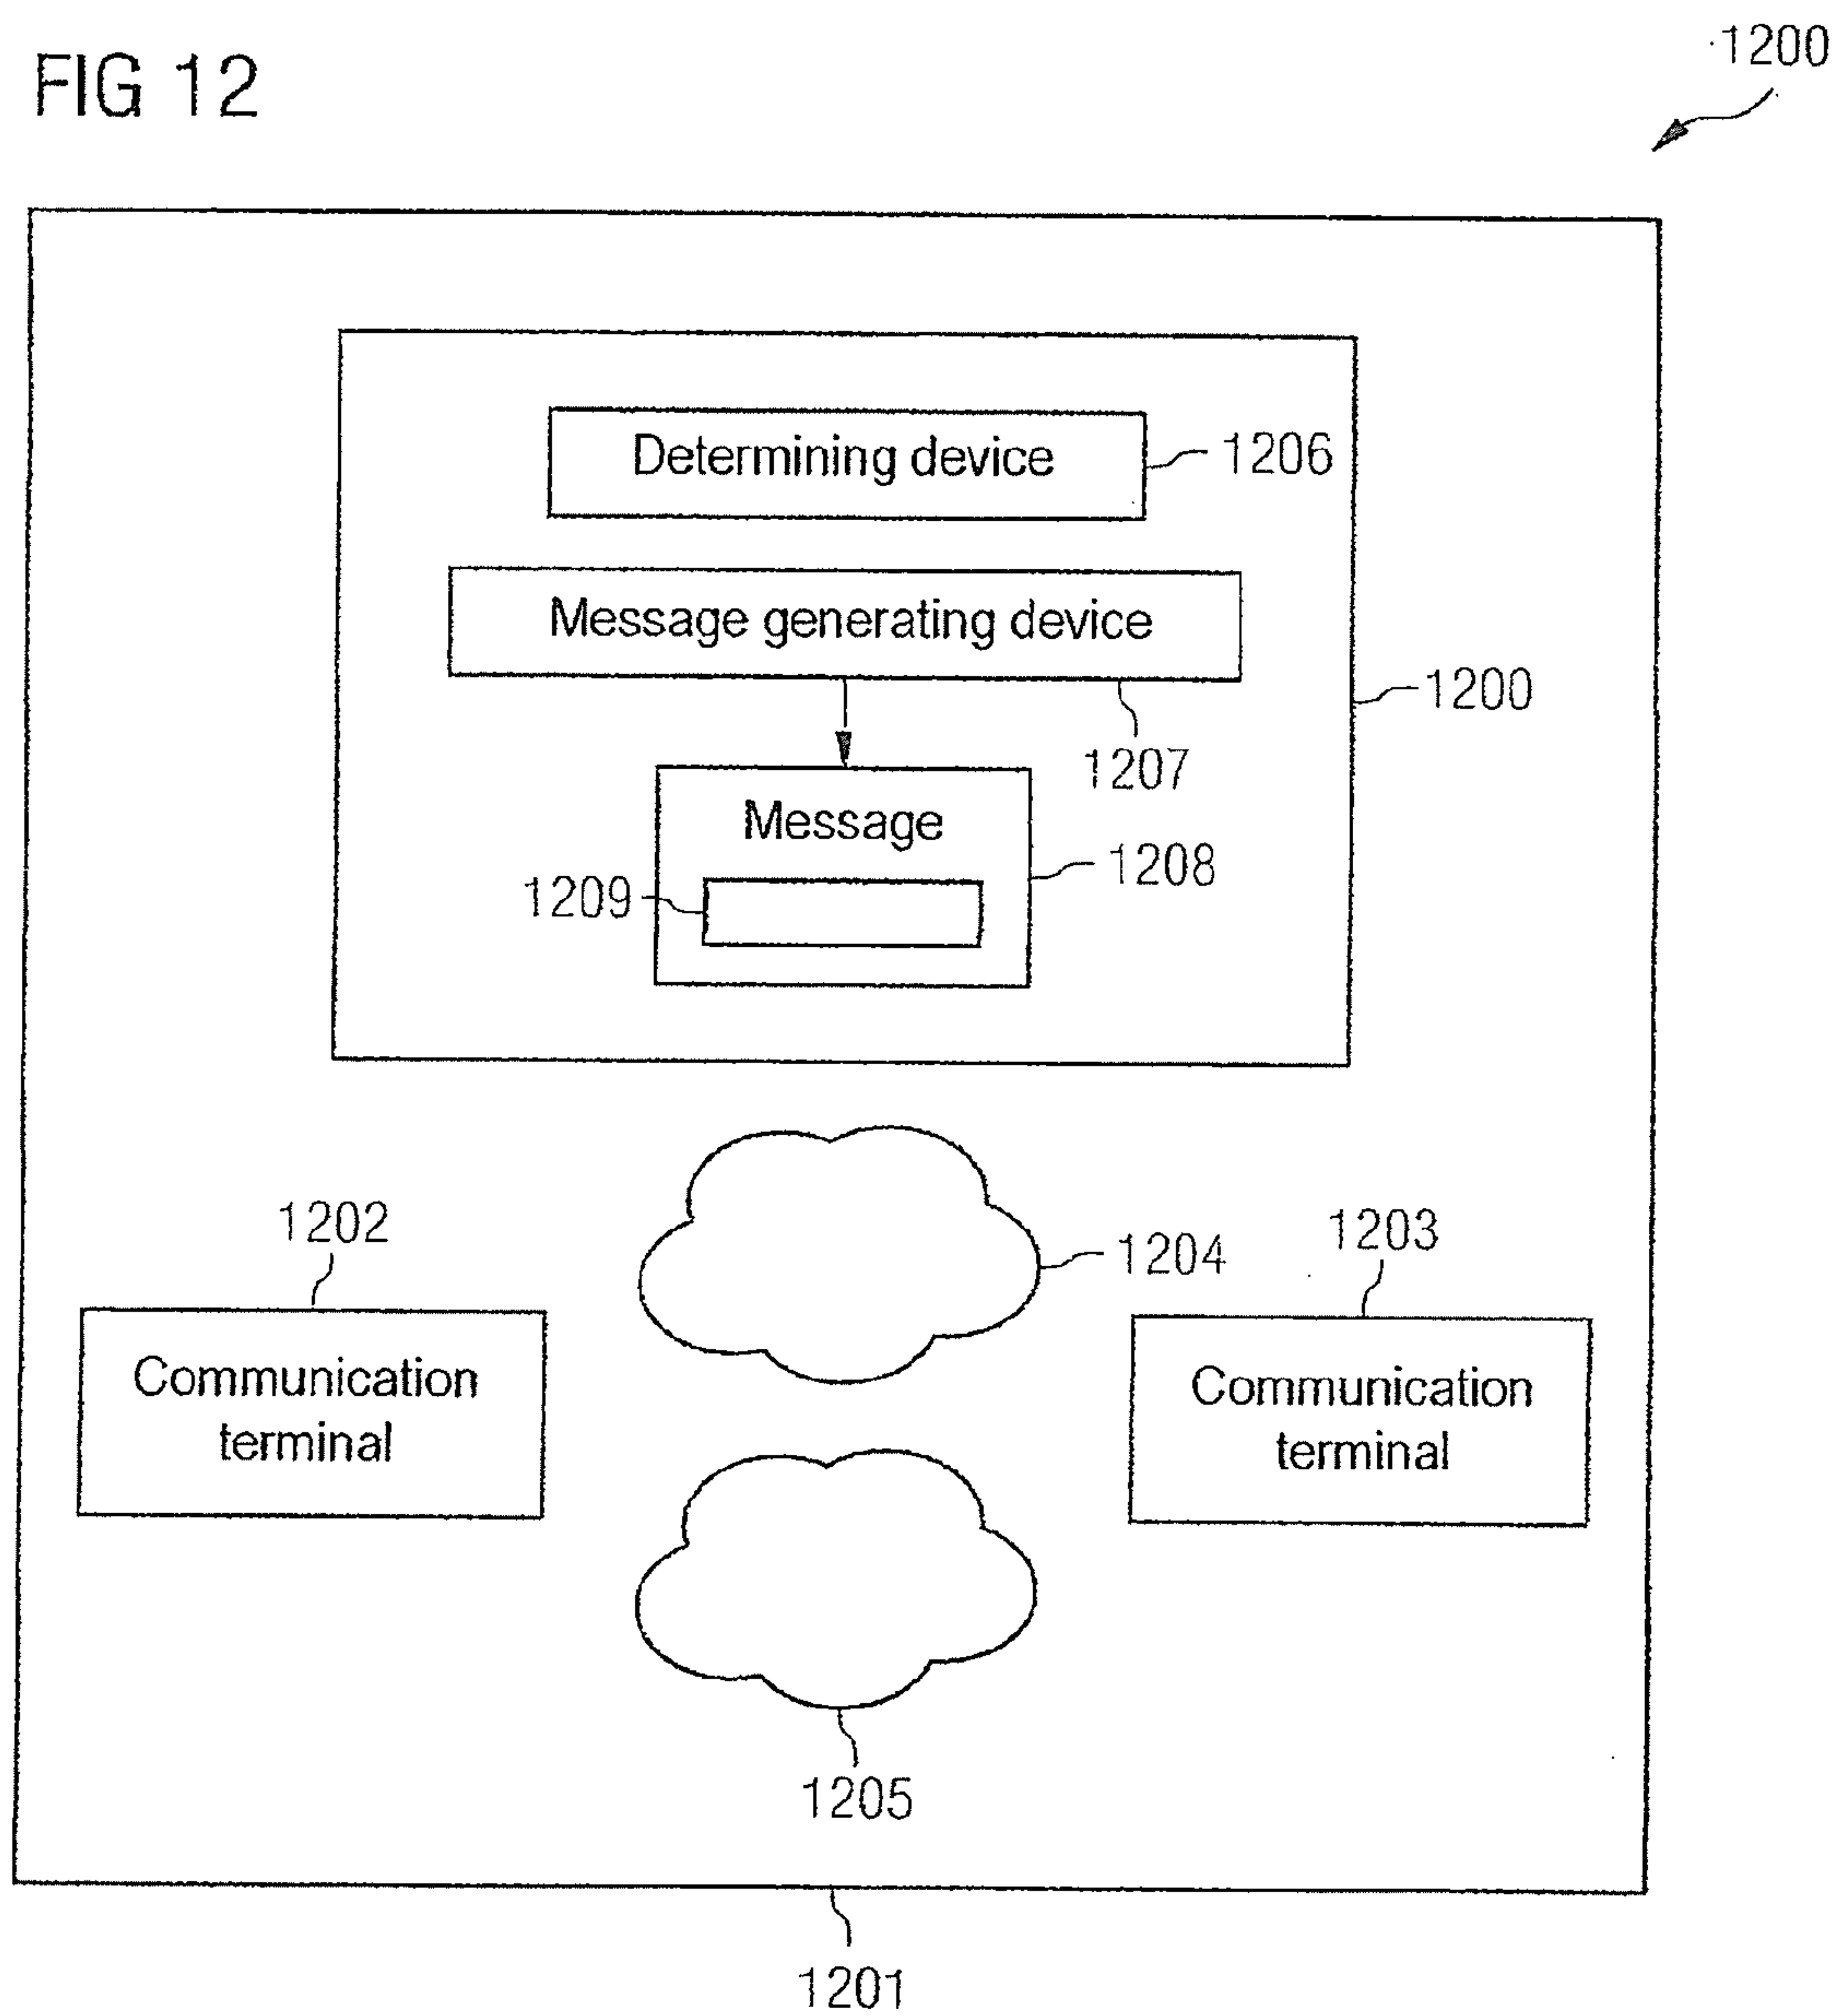 FIG 12
1200
Determining device
1206
Message generating device
1200
1207
Message
1208
1209
1202
1204
1203
Communication
terminal
Communication
terminal
1205
1201